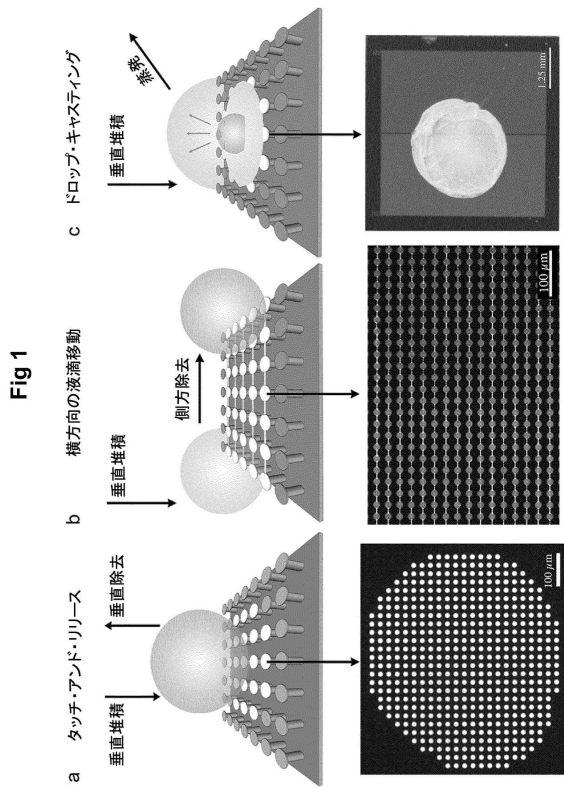 Fig 1
a タッチ・アンド・リリース
垂直堆積
垂直除去
100 μm
b 横方向の液滴移動
垂直堆積
側方除去
100 μm
c ドロップ・キャスティング
垂直堆積
蒸発
1.25 mm